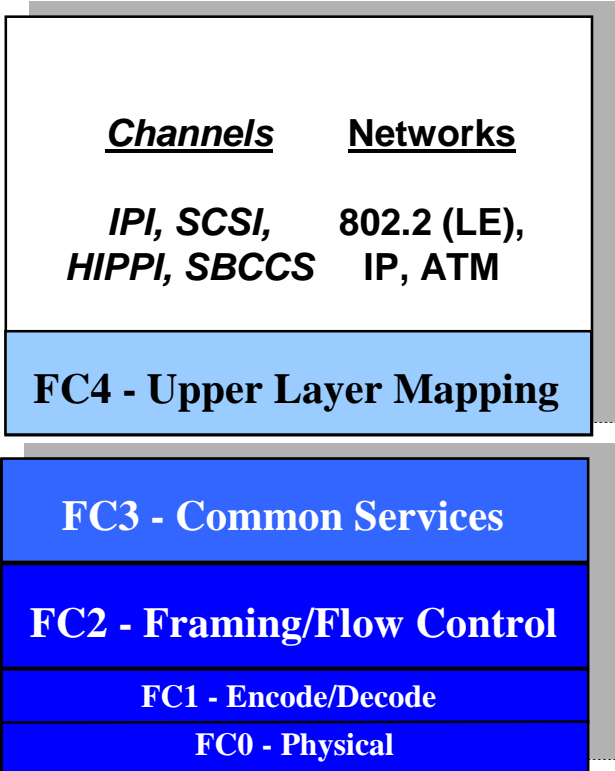 Channels Networks
IPI, SCSI, 802.2 (LE),
HIPPI, SBCCS IP, ATM
FC4 - Upper Layer Mapping
FC3 - Common Services
FC2 - Framing/Flow Control
FC1 - Encode/Decode
FC0 - Physical